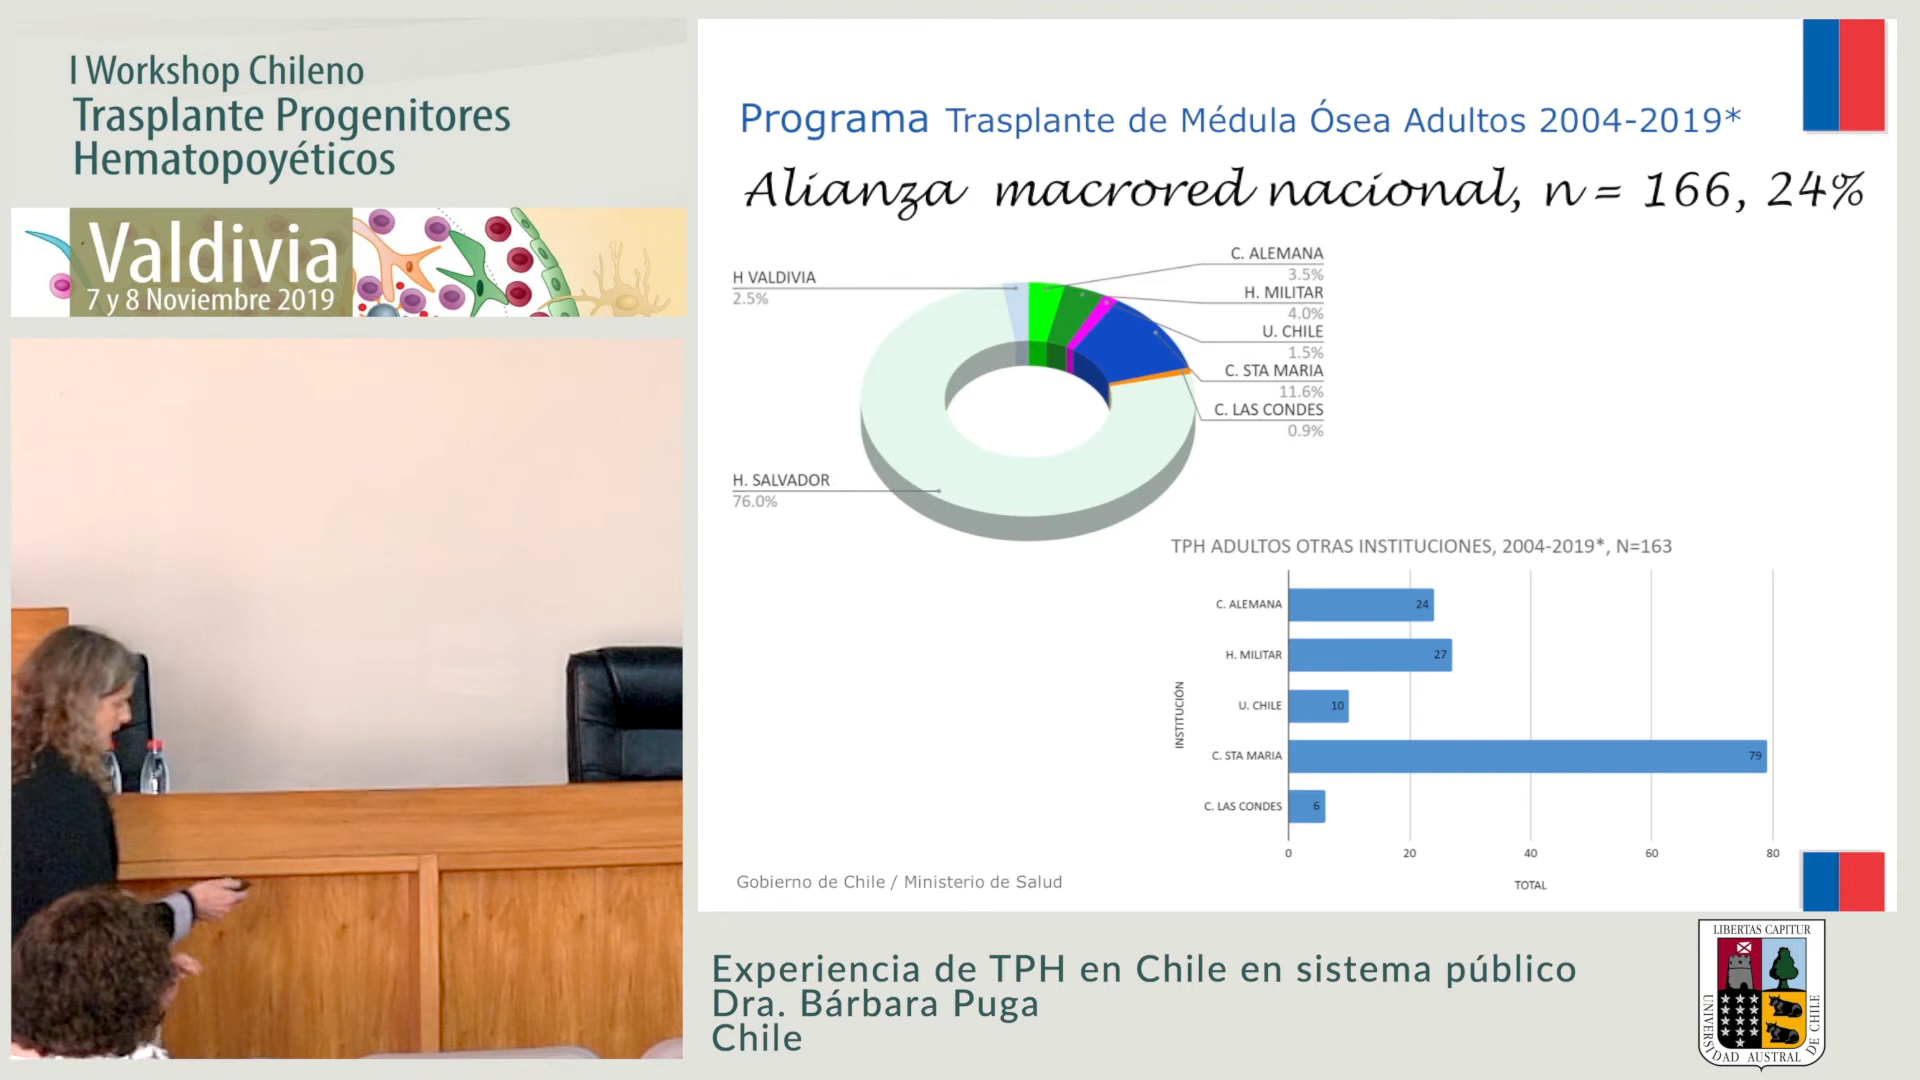 I Workshop Chileno
Trasplante Progenitores
Hematopoyéticos
Valdivia
7 y 8 Noviembre 2019
Programa Trasplante de Médula Ósea Adultos 2004-2019*
Alianza macrored nacional, n = 166, 24%
H VALDIVIA
2.5%
C. ALEMANA
3.5%
H. MILITAR
4.0%
U. CHILE
1.5%
C. STA MARIA
11.6%
C. LAS CONDES
0.9%
H. SALVADOR
76.0%
TPH ADULTOS OTRAS INSTITUCIONES, 2004-2019*, N=163
INSTITUCIÓN
C. ALEMANA 24
H. MILITAR 27
U. CHILE 10
C. STA MARIA 79
C. LAS CONDES 6
0 20 40 60 80
TOTAL
Gobierno de Chile / Ministerio de Salud
Experiencia de TPH en Chile en sistema público
Dra. Bárbara Puga
Chile
LIBERTAS CAPITUR
UNIVERSIDAD AUSTRAL DE CHILE